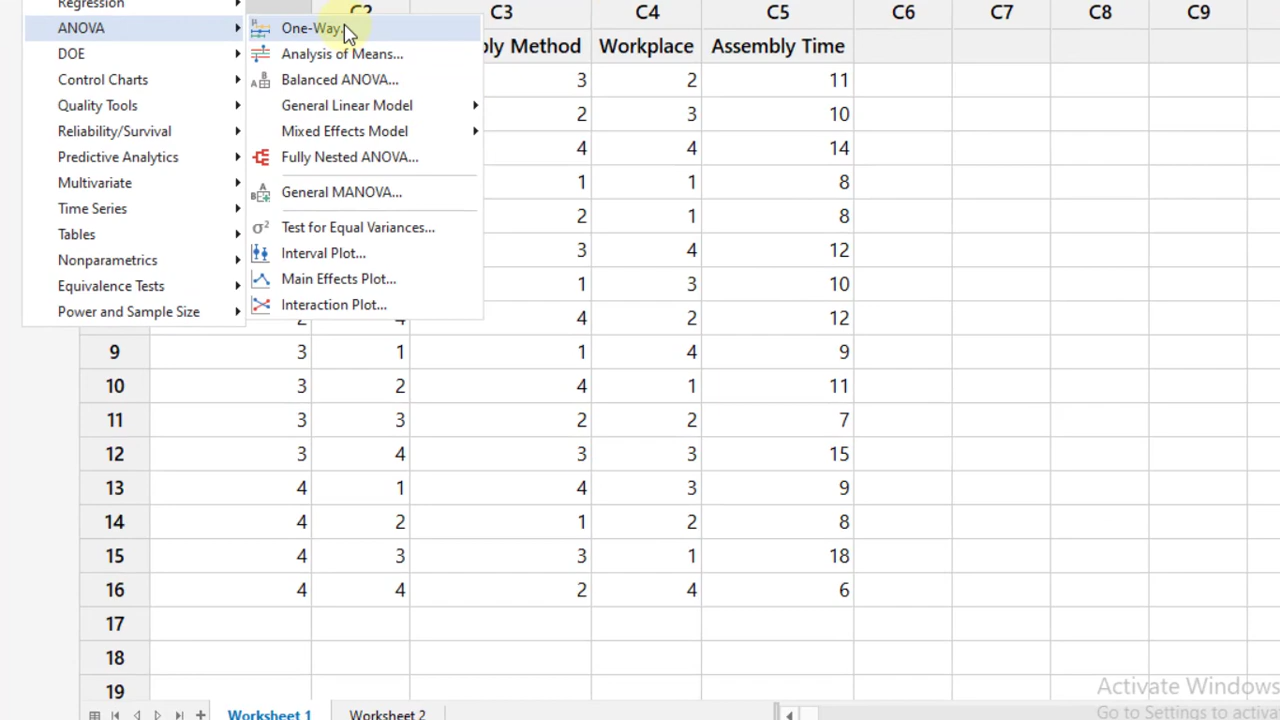 Regression
C2 C3 C4 C5 C6 C7 C8 C9
ANOVA
One-Way...
bly Method Workplace Assembly Time
DOE
Analysis of Means...
Control Charts
Balanced ANOVA...
3 2 11
Quality Tools
General Linear Model
2 3 10
Reliability/Survival
Mixed Effects Model
4 4 14
Predictive Analytics
Fully Nested ANOVA...
Multivariate
General MANOVA...
1 1 8
Time Series
2 1 8
Tables
Test for Equal Variances...
Nonparametrics
Interval Plot...
3 4 12
Equivalence Tests
Main Effects Plot...
1 3 10
Power and Sample Size
Interaction Plot...
2 4 4 2 12
9 3 1 1 4 9
10 3 2 4 1 11
11 3 3 2 2 7
12 3 4 3 3 15
13 4 1 4 3 9
14 4 2 1 2 8
15 4 3 3 1 18
16 4 4 2 4 6
17
18
19
Activate Windows
Go to Settings to activa
Worksheet 1 Worksheet 2